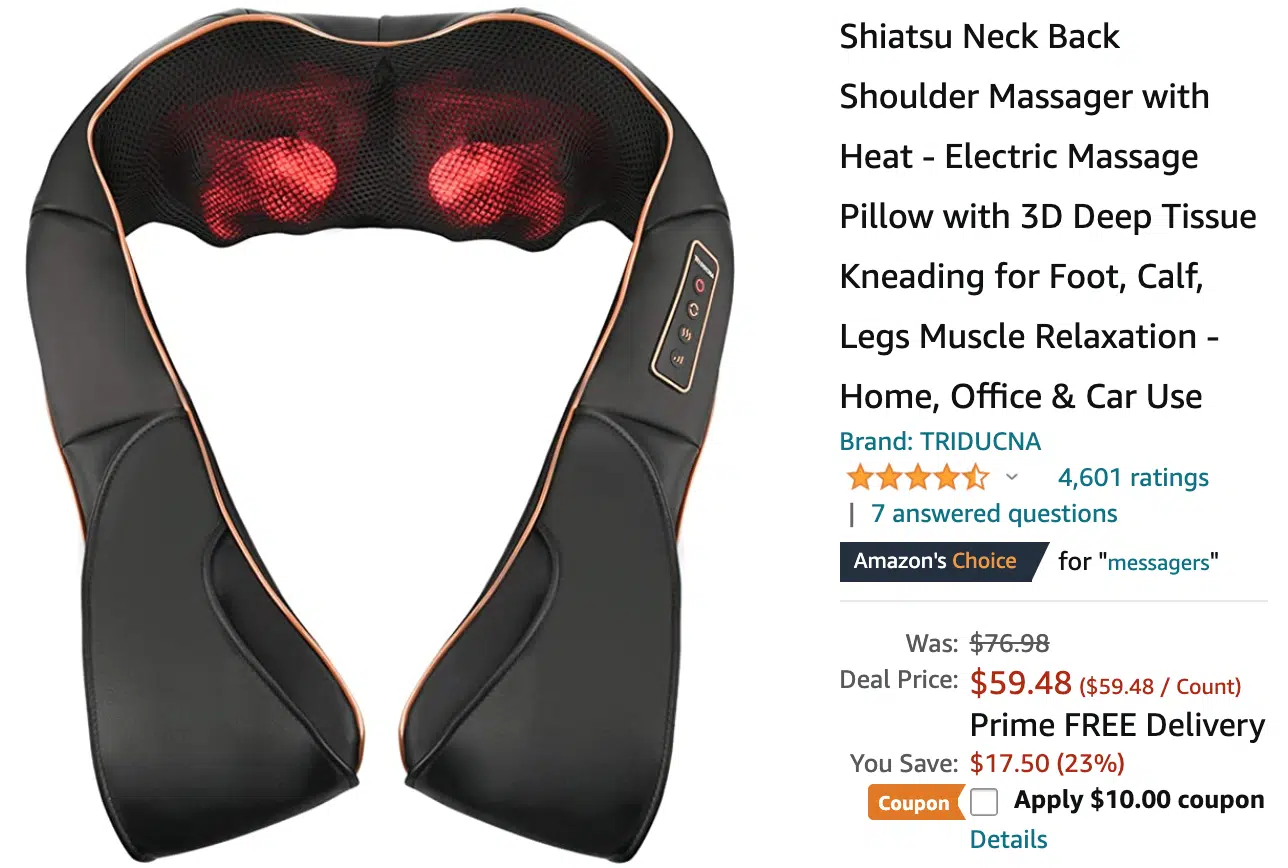 Shiatsu Neck Back
Shoulder Massager with
Heat - Electric Massage
Pillow with 3D Deep Tissue
Kneading for Foot, Calf,
Legs Muscle Relaxation -
Home, Office & Car Use
Brand: TRIDUCNA
4,601 ratings
| 7 answered questions
Amazon's Choice for "messagers"
Was: $76.98
Deal Price: $59.48 ($59.48 / Count)
Prime FREE Delivery
You Save: $17.50 (23%)
Coupon Apply $10.00 coupon
Details